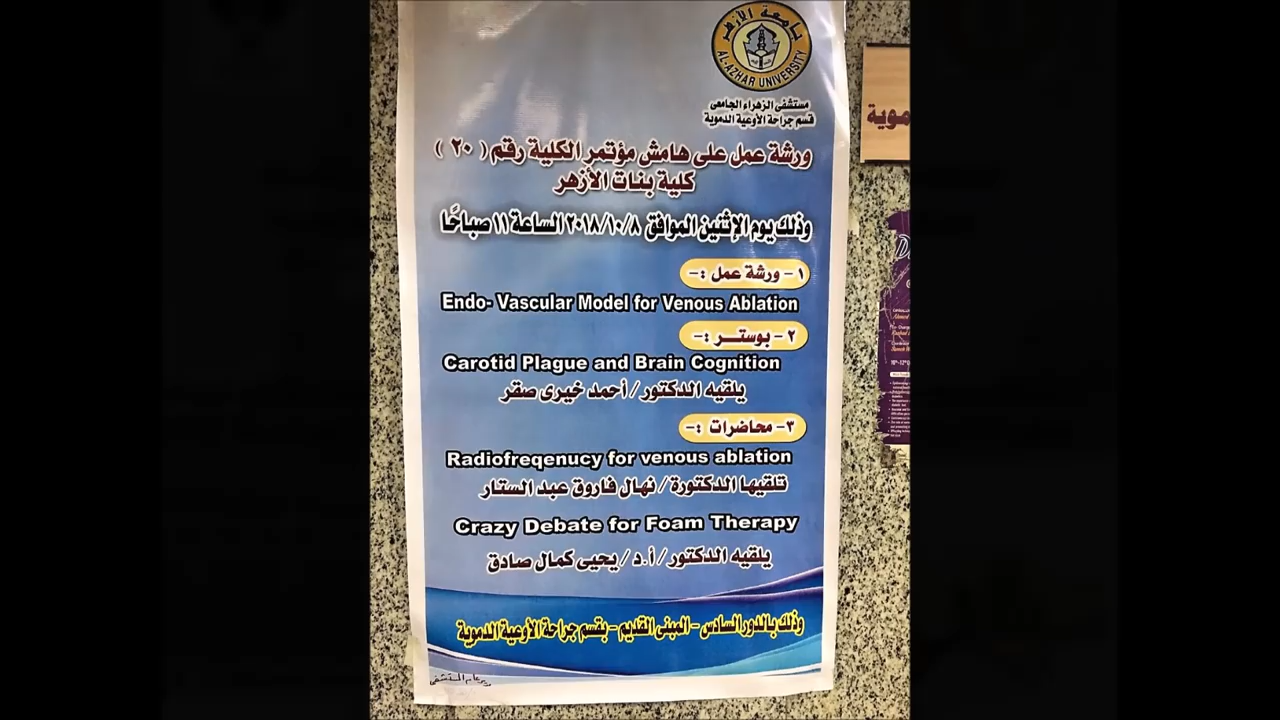 جامعة الأزهر
AL-AZHAR UNIVERSITY
مستشفى الزهراء الجامعى
قسم جراحة الأوعية الدموية
ورشة عمل على هامش مؤتمر الكلية رقم ( ٢٠ )
كلية بنات الأزهر
وذلك يوم الإثنين الموافق ٢٠١٨/١٠/٨ الساعة ١١ صباحًا
١- ورشة عمل :-
Endo- Vascular Model for Venous Ablation
٢- بوستـــر :-
Carotid Plague and Brain Cognition
يلقيه الدكتور / أحمد خيرى صقر
٣- محاضرات :-
Radiofreqenucy for venous ablation
تلقيها الدكتورة / نهال فاروق عبد الستار
Crazy Debate for Foam Therapy
يلقيه الدكتور / أ.د / يحيى كمال صادق
وذلك بالدور السادس - المبنى القديم - بقسم جراحة الأوعية الدموية
مدير عام المستشفى